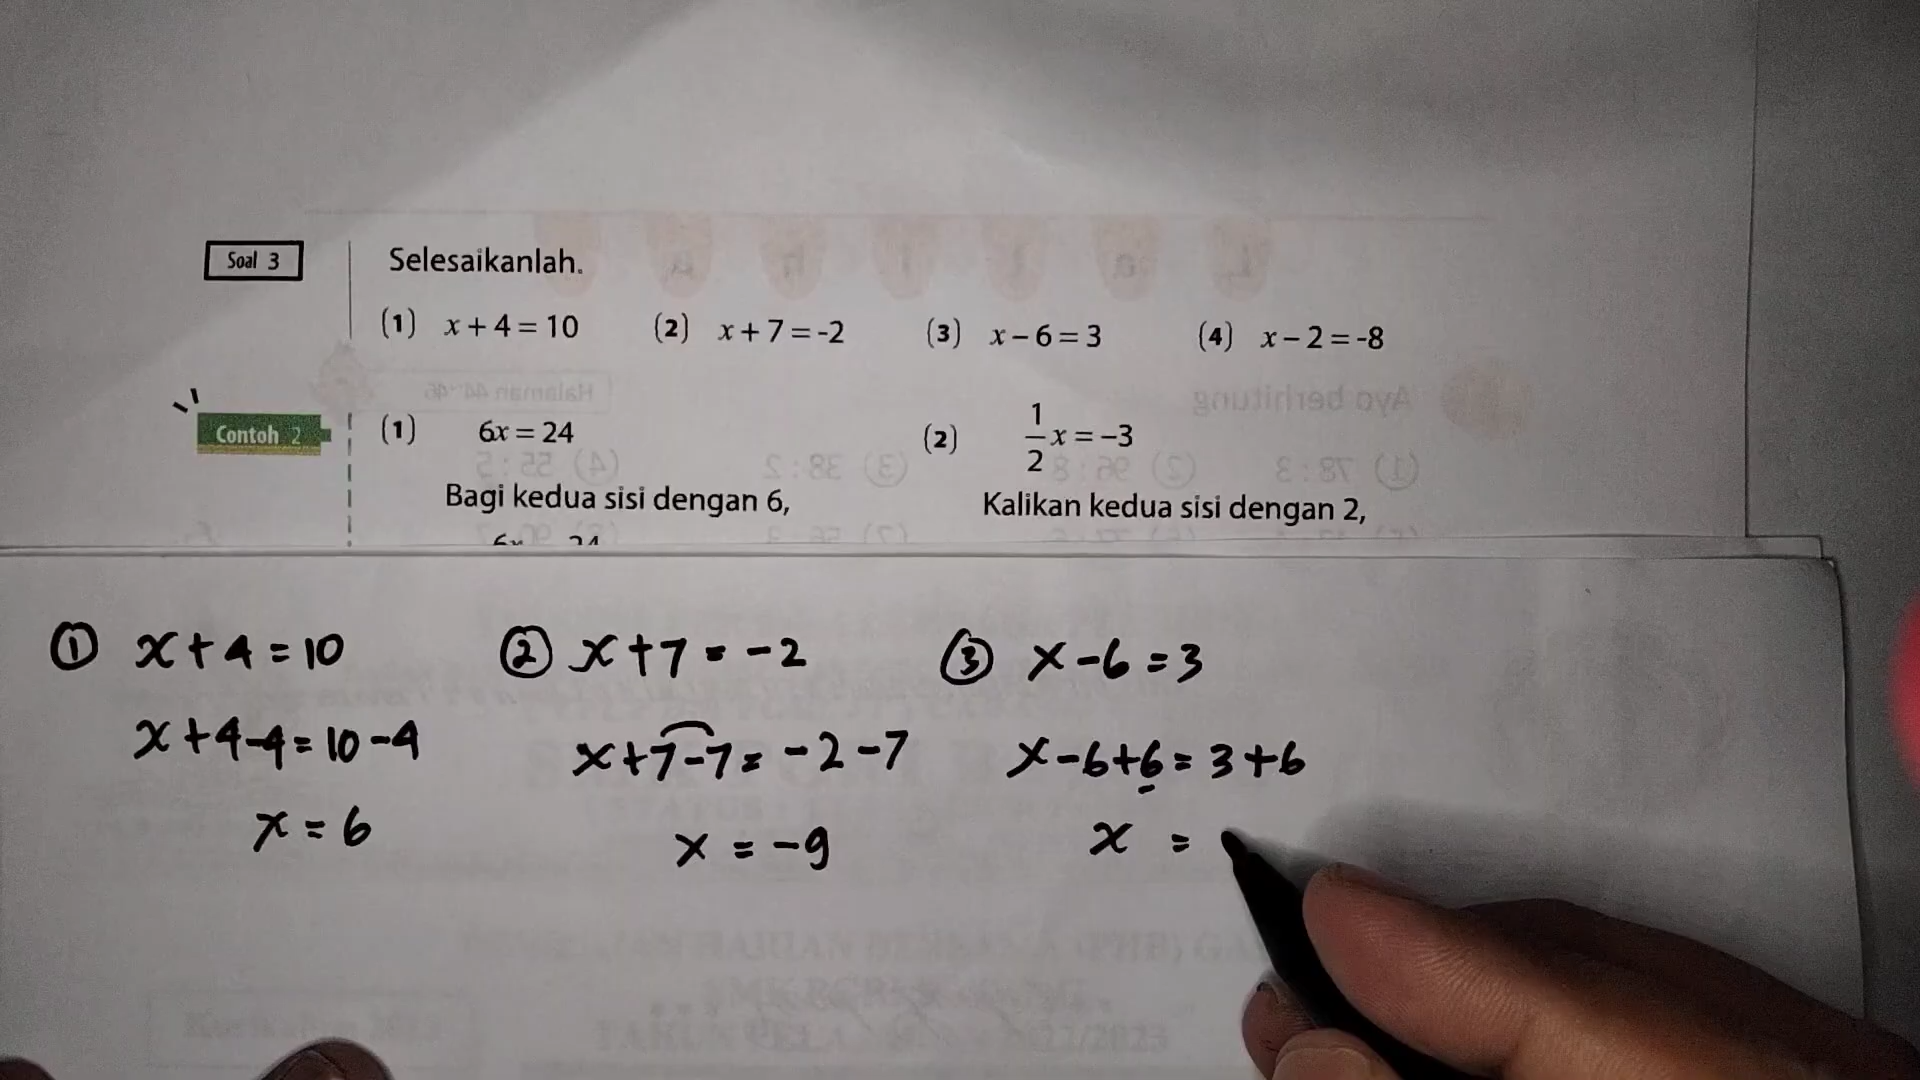 Soal 3
Selesaikanlah.
(1) x + 4 = 10 (2) x + 7 = -2 (3) x – 6 = 3 (4) x – 2 = -8
Contoh 2
(1) 6x = 24 (2) 1/2 x = –3
Bagi kedua sisi dengan 6, Kalikan kedua sisi dengan 2,
① x + 4 = 10 ② x + 7 = -2 ③ x - 6 = 3
x + 4 - 4 = 10 - 4 x + 7 - 7 = -2 - 7 x - 6 + 6 = 3 + 6
x = 6 x = -9 x =